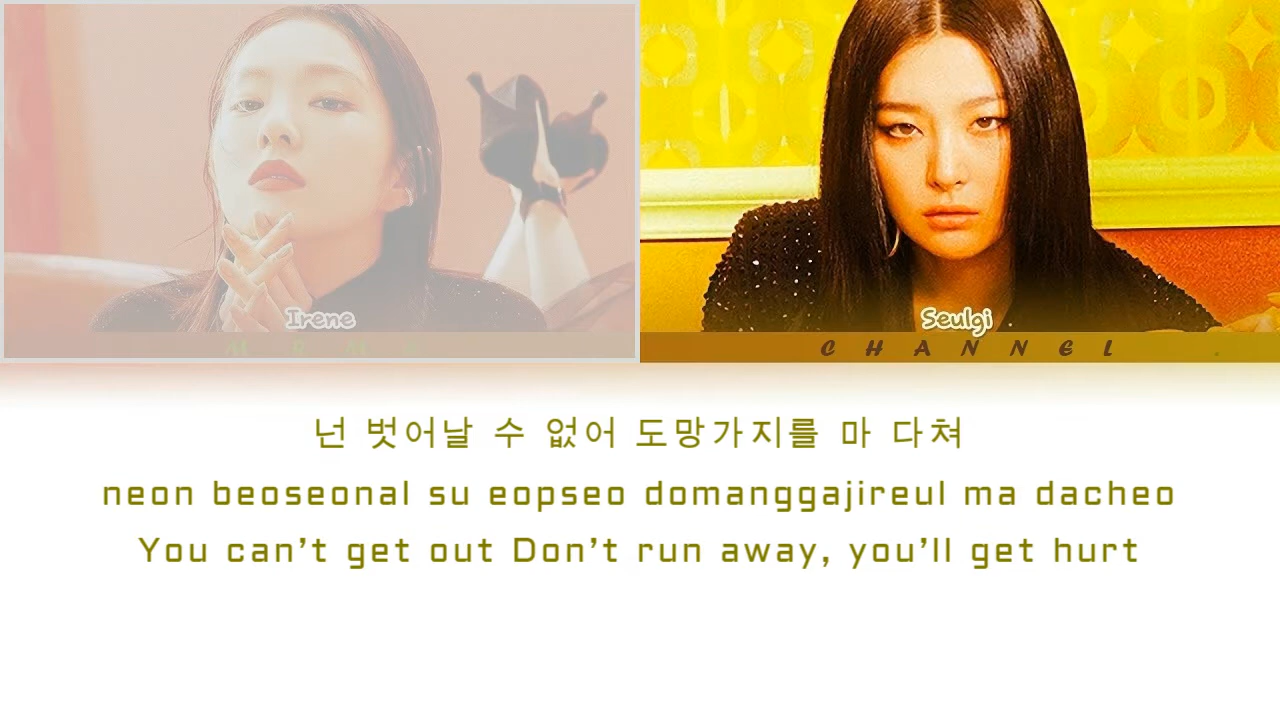 Irene
Seulgi
CHANNEL
넌 벗어날 수 없어 도망가지를 마 다쳐
neon beoseonal su eopseo domanggajireul ma dacheo
You can't get out Don't run away, you'll get hurt